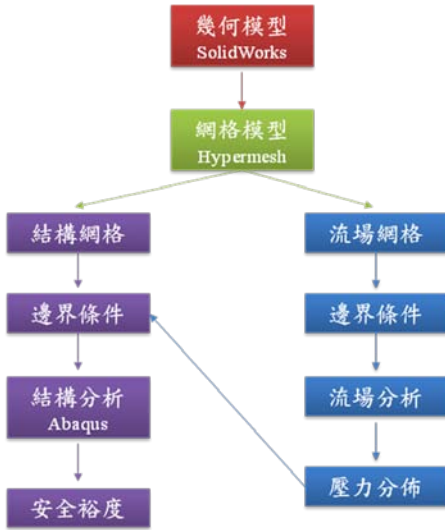 幾何模型
SolidWorks
網格模型
Hypermesh
結構網格
流場網格
邊界條件
邊界條件
結構分析
Abaqus
流場分析
安全裕度
壓力分佈